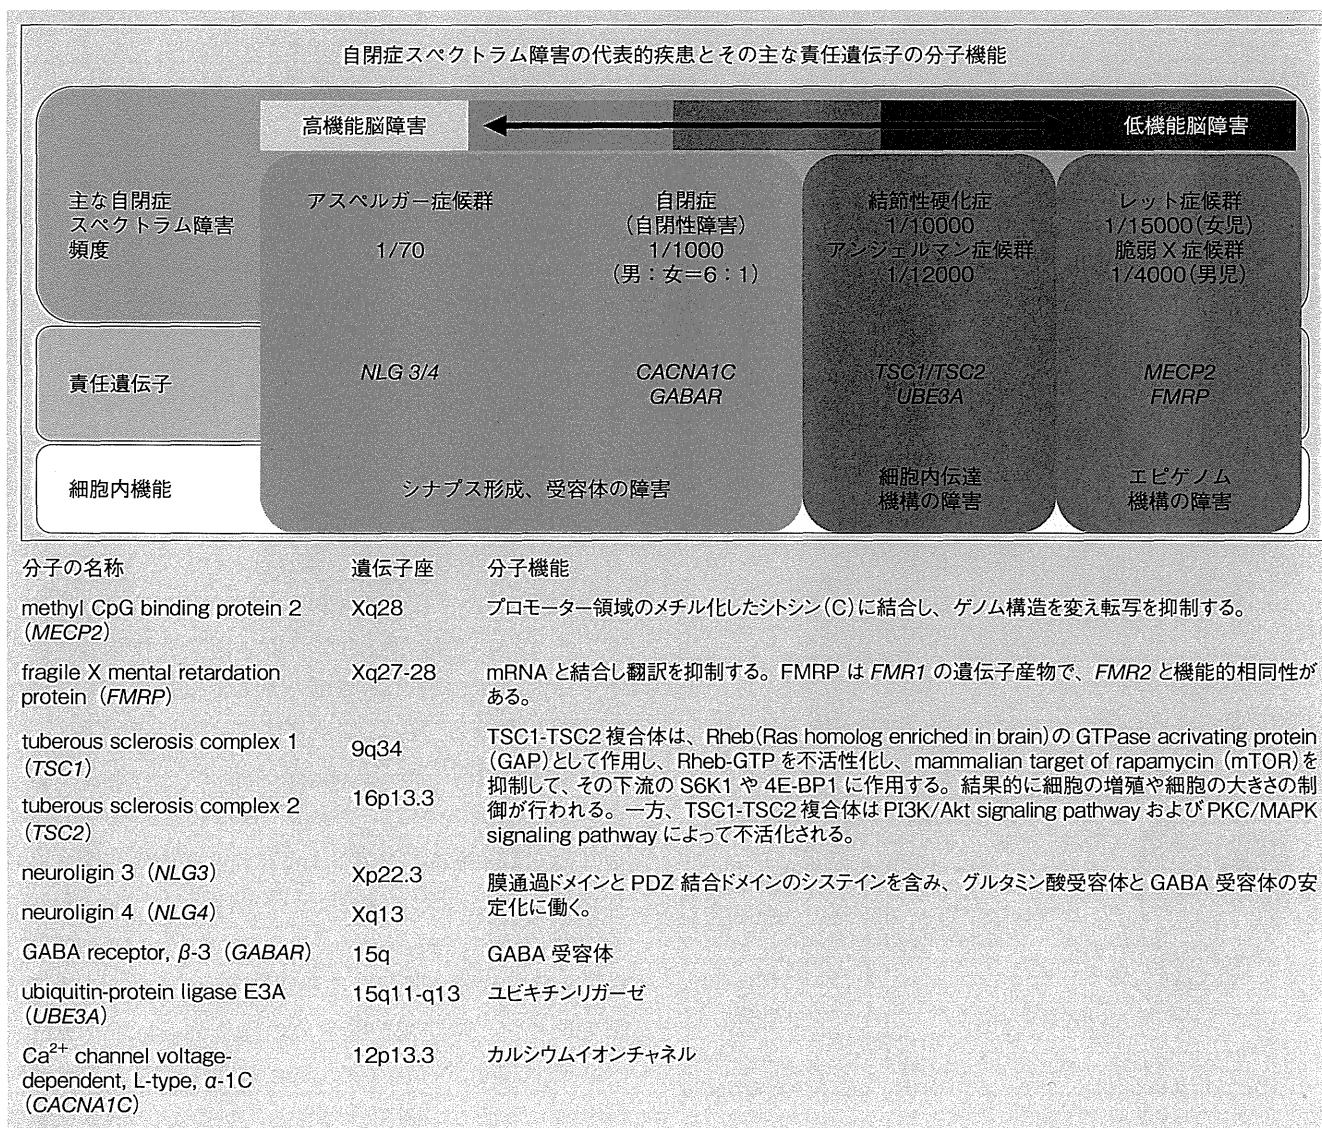 自閉症スペクトラム障害の代表的疾患とその主な責任遺伝子の分子機能
高機能脳障害
低機能脳障害
主な自閉症
スペクトラム障害
頻度
アスペルガー症候群
1/70
自閉症
(自閉性障害)
1/1000
(男：女＝6：1)
結節性硬化症
1/10000
アンジェルマン症候群
1/12000
レット症候群
1/15000(女児)
脆弱X症候群
1/4000(男児)
責任遺伝子
NLG 3/4
CACNA1C
GABAR
TSC1/TSC2
UBE3A
MECP2
FMRP
細胞内機能
シナプス形成、受容体の障害
細胞内伝達
機構の障害
エピゲノム
機構の障害
分子の名称 遺伝子座 分子機能
methyl CpG binding protein 2
(MECP2)
Xq28
プロモーター領域のメチル化したシトシン(C)に結合し、ゲノム構造を変え転写を抑制する。
fragile X mental retardation
protein (FMRP)
Xq27-28
mRNA と結合し翻訳を抑制する。FMRP は FMR1 の遺伝子産物で、FMR2 と機能的相同性が
ある。
tuberous sclerosis complex 1
(TSC1)
9q34
tuberous sclerosis complex 2
(TSC2)
16p13.3
TSC1-TSC2 複合体は、Rheb(Ras homolog enriched in brain)の GTPase acrivating protein
(GAP)として作用し、Rheb-GTP を不活性化し、mammalian target of rapamycin (mTOR)を
抑制して、その下流の S6K1 や 4E-BP1 に作用する。結果的に細胞の増殖や細胞の大きさの制
御が行われる。一方、TSC1-TSC2 複合体は PI3K/Akt signaling pathway および PKC/MAPK
signaling pathway によって不活化される。
neuroligin 3 (NLG3)
Xp22.3
neuroligin 4 (NLG4)
Xq13
膜通過ドメインと PDZ 結合ドメインのシステインを含み、グルタミン酸受容体と GABA 受容体の安
定化に働く。
GABA receptor, β-3 (GABAR)
15q
GABA 受容体
ubiquitin-protein ligase E3A
(UBE3A)
15q11-q13
ユビキチンリガーゼ
Ca2+ channel voltage-
dependent, L-type, α-1C
(CACNA1C)
12p13.3
カルシウムイオンチャネル